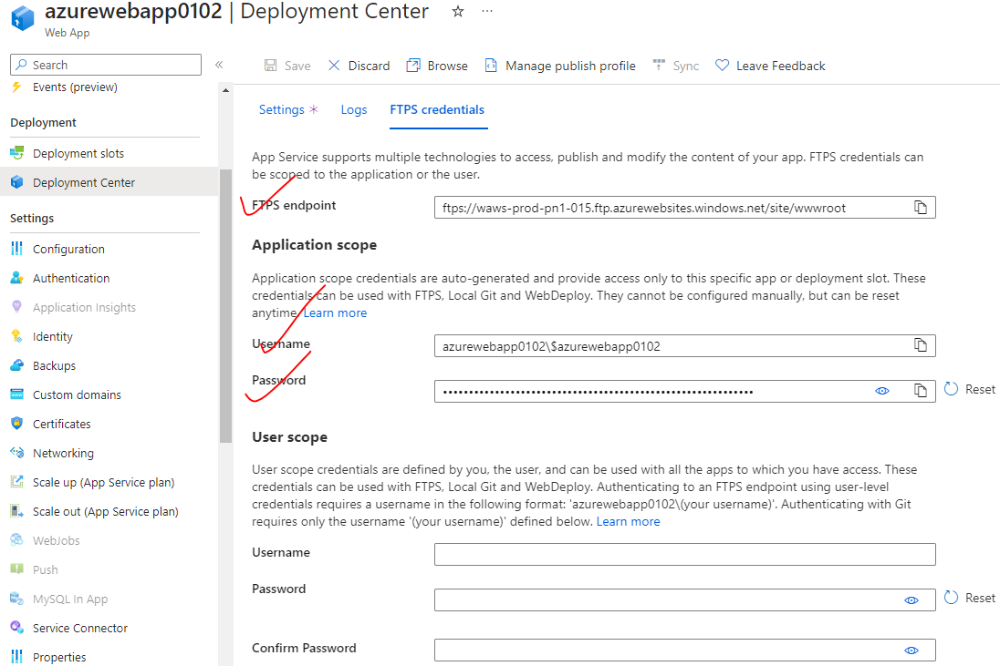 azurewebapp0102 | Deployment Center ☆ ...
Web App
Search «
Save Discard Browse Manage publish profile Sync Leave Feedback
Events (preview)
Deployment
Deployment slots
Deployment Center
Settings
Configuration
Authentication
Application Insights
Identity
Backups
Custom domains
Certificates
Networking
Scale up (App Service plan)
Scale out (App Service plan)
WebJobs
Push
MySQL In App
Service Connector
Properties
Settings * Logs FTPS credentials
App Service supports multiple technologies to access, publish and modify the content of your app. FTPS credentials can
be scoped to the application or the user.
FTPS endpoint
ftps://waws-prod-pn1-015.ftp.azurewebsites.windows.net/site/wwwroot
Application scope
Application scope credentials are auto-generated and provide access only to this specific app or deployment slot. These
credentials can be used with FTPS, Local Git and WebDeploy. They cannot be configured manually, but can be reset
anytime. Learn more
Username
azurewebapp0102\$azurewebapp0102
Password
Reset
User scope
User scope credentials are defined by you, the user, and can be used with all the apps to which you have access. These
credentials can be used with FTPS, Local Git and WebDeploy. Authenticating to an FTPS endpoint using user-level
credentials requires a username in the following format: 'azurewebapp0102\(your username)'. Authenticating with Git
requires only the username '(your username)' defined below. Learn more
Username
Password
Reset
Confirm Password